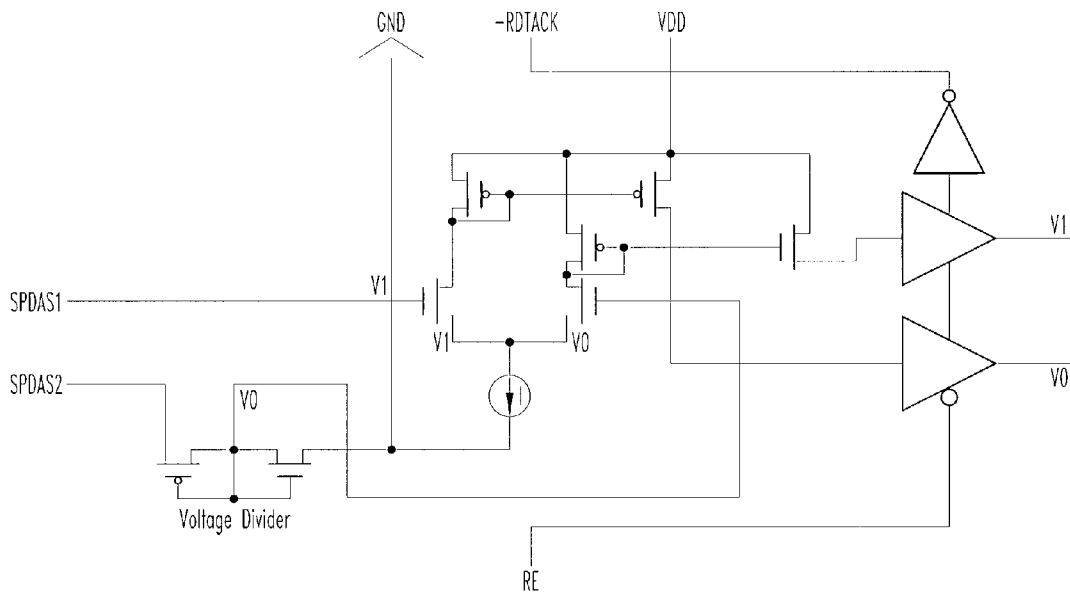 GND
-RDTACK
VDD
V1
V1
SPDAS1
V1
V0
I
V0
SPDAS2
V0
Voltage Divider
RE